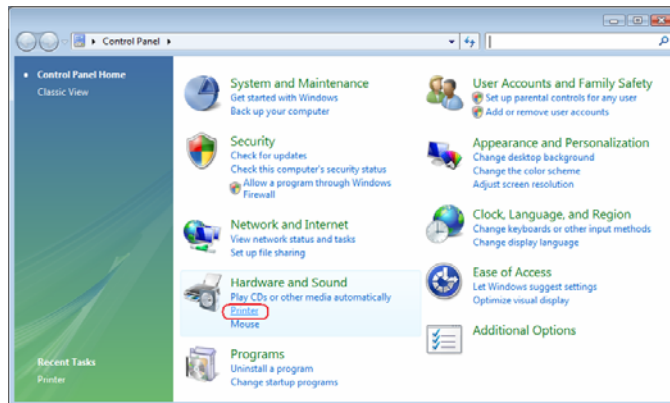 Control Panel
Control Panel Home
Classic View
System and Maintenance
Get started with Windows
Back up your computer
Security
Check for updates
Check this computer's security status
Allow a program through Windows
Firewall
Network and Internet
View network status and tasks
Set up file sharing
Hardware and Sound
Play CDs or other media automatically
Printer
Mouse
Programs
Uninstall a program
Change startup programs
User Accounts and Family Safety
Set up parental controls for any user
Add or remove user accounts
Appearance and Personalization
Change desktop background
Change the color scheme
Adjust screen resolution
Clock, Language, and Region
Change keyboards or other input methods
Change display language
Ease of Access
Let Windows suggest settings
Optimize visual display
Additional Options
Recent Tasks
Printer